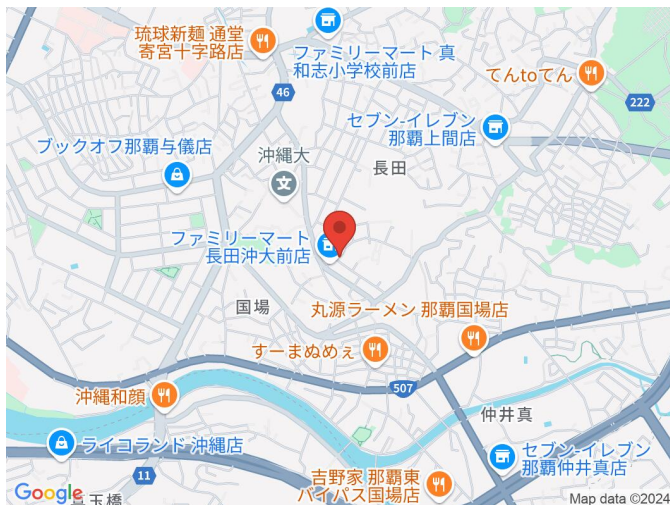 琉球新麺 通堂
寄宮十字路店
ファミリーマート 真
和志小学校前店
てんtoてん
46
222
セブン-イレブン
那覇上間店
ブックオフ那覇与儀店
沖縄大
長田
ファミリーマート
長田沖大前店
国場
丸源ラーメン 那覇国場店
すーまぬめぇ
507
沖縄和顔
仲井真
ライコランド 沖縄店
セブン-イレブン
那覇仲井真店
11
吉野家 那覇東
バイパス国場店
真玉橋
Google
Map data ©2024